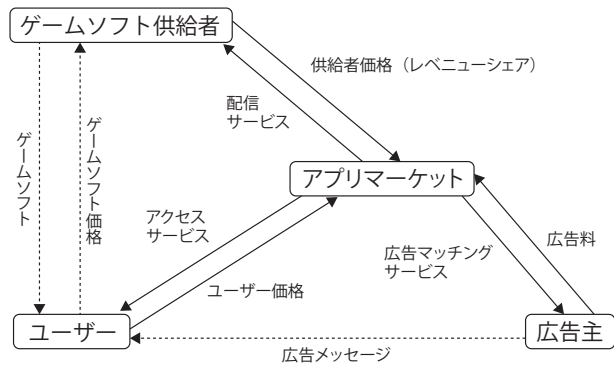 ゲームソフト供給者
供給者価格（レベニューシェア）
配信
サービス
ゲームソフト
ゲームソフト価格
アプリマーケット
アクセス
サービス
広告マッチング
サービス
広告料
ユーザー価格
ユーザー
広告主
広告メッセージ